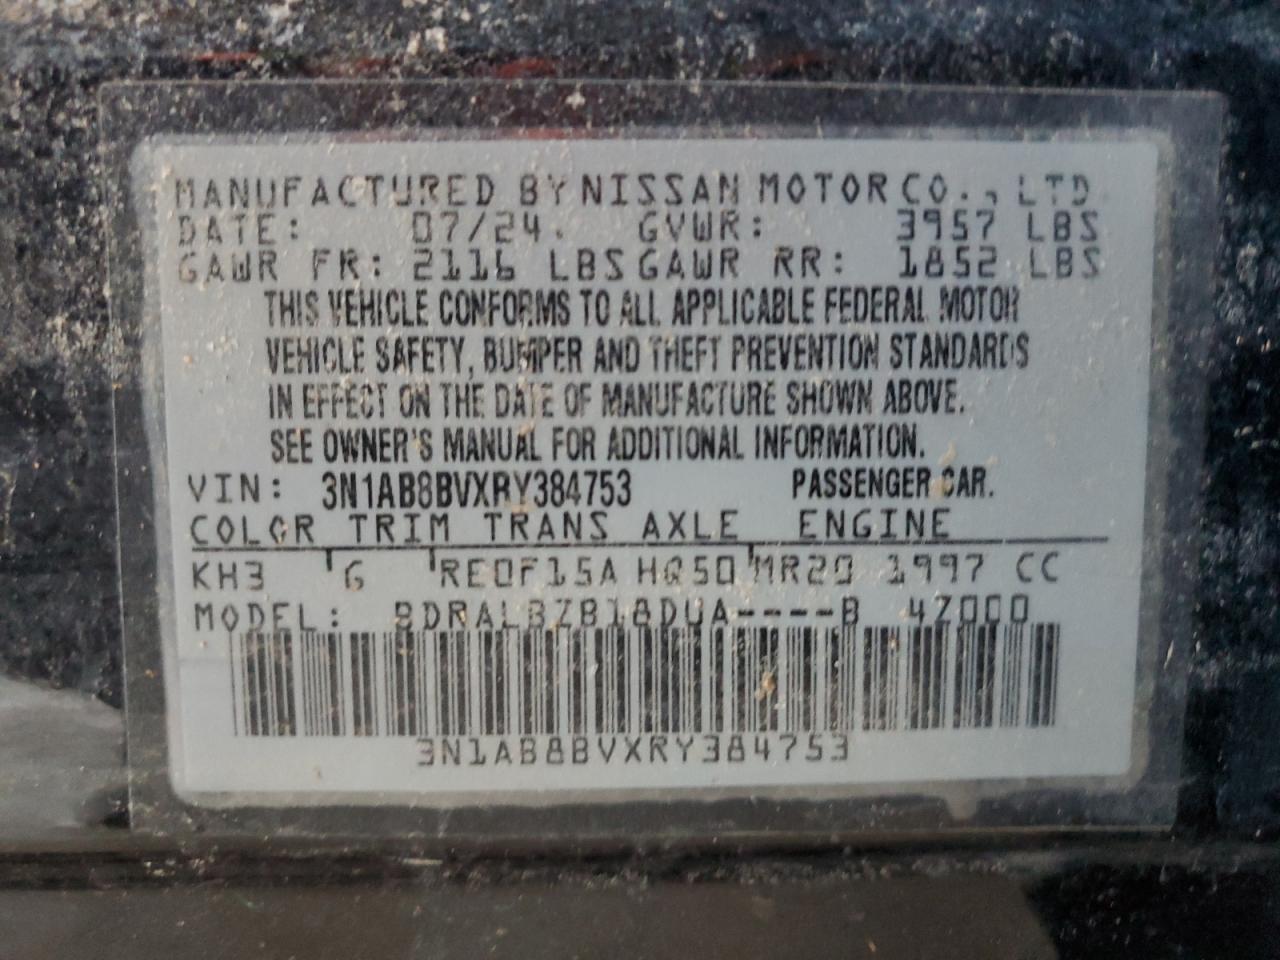 MANUFACTURED BY NISSAN MOTOR CO., LTD.
DATE: 07/24. GVWR: 3957 LBS
GAWR FR: 2116 LBS GAWR RR: 1852 LBS
THIS VEHICLE CONFORMS TO ALL APPLICABLE FEDERAL MOTOR
VEHICLE SAFETY, BUMPER AND THEFT PREVENTION STANDARDS
IN EFFECT ON THE DATE OF MANUFACTURE SHOWN ABOVE.
SEE OWNER'S MANUAL FOR ADDITIONAL INFORMATION.
VIN: 3N1AB8BVXRY384753 PASSENGER CAR.
COLOR TRIM TRANS AXLE ENGINE
KH3 G RE0F15A HQ50 MR20 1997 CC
MODEL: 4Z000
3N1AB8BVXRY384753